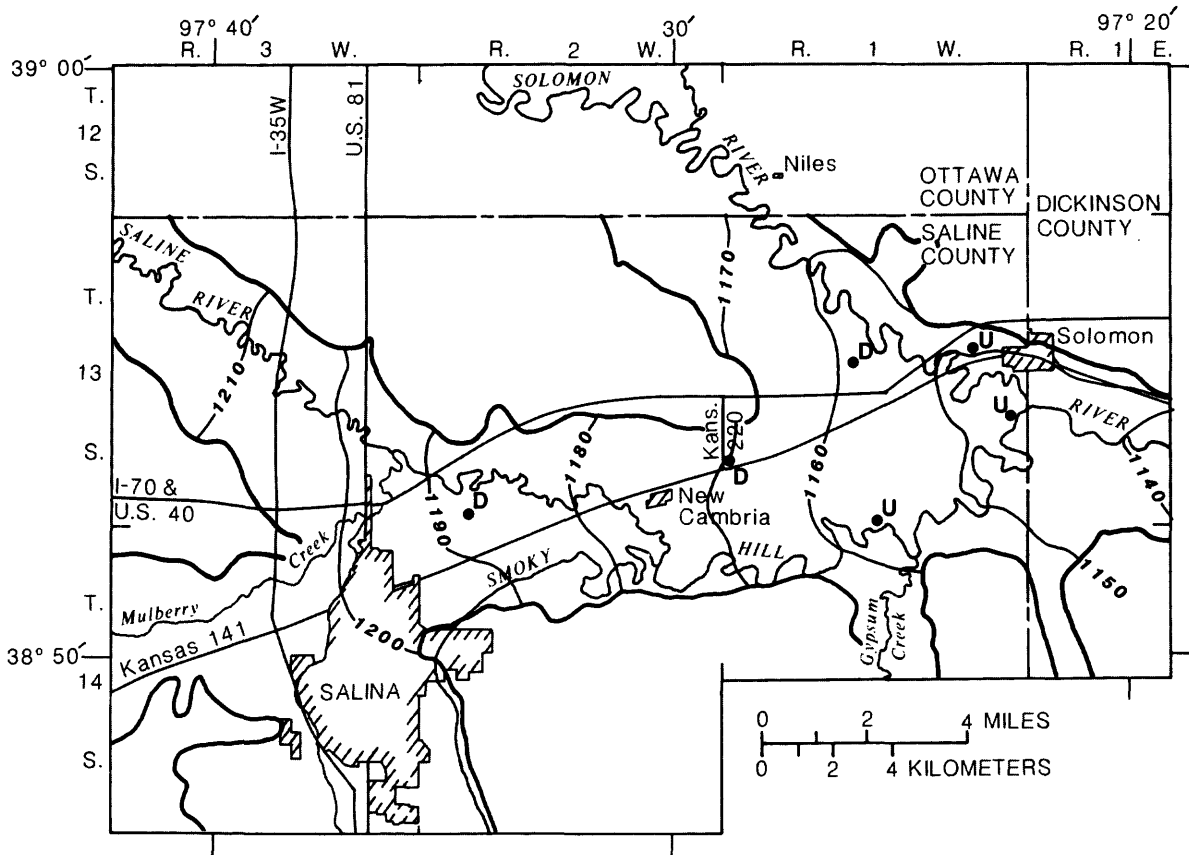 97° 40′ 30′ 97° 20′
R. 3 W. R. 2 W. R. 1 W. R. 1 E.
39° 00′
T.
12
S.
I-35W
U.S. 81
SOLOMON
RIVER
Niles
OTTAWA
COUNTY
DICKINSON
COUNTY
SALINE
COUNTY
SALINE
RIVER
T.
13
S.
1210
1170
D
U
Solomon
U
RIVER
1180
Kans.
220
D
1160
1140
I-70 &
U.S. 40
1190
D
New
Cambria
U
Creek
SMOKY
HILL
1150
T.
14
S.
Mulberry
Kansas 141
1200
Gypsum
Creek
38° 50′
SALINA
0 2 4 MILES
0 2 4 KILOMETERS